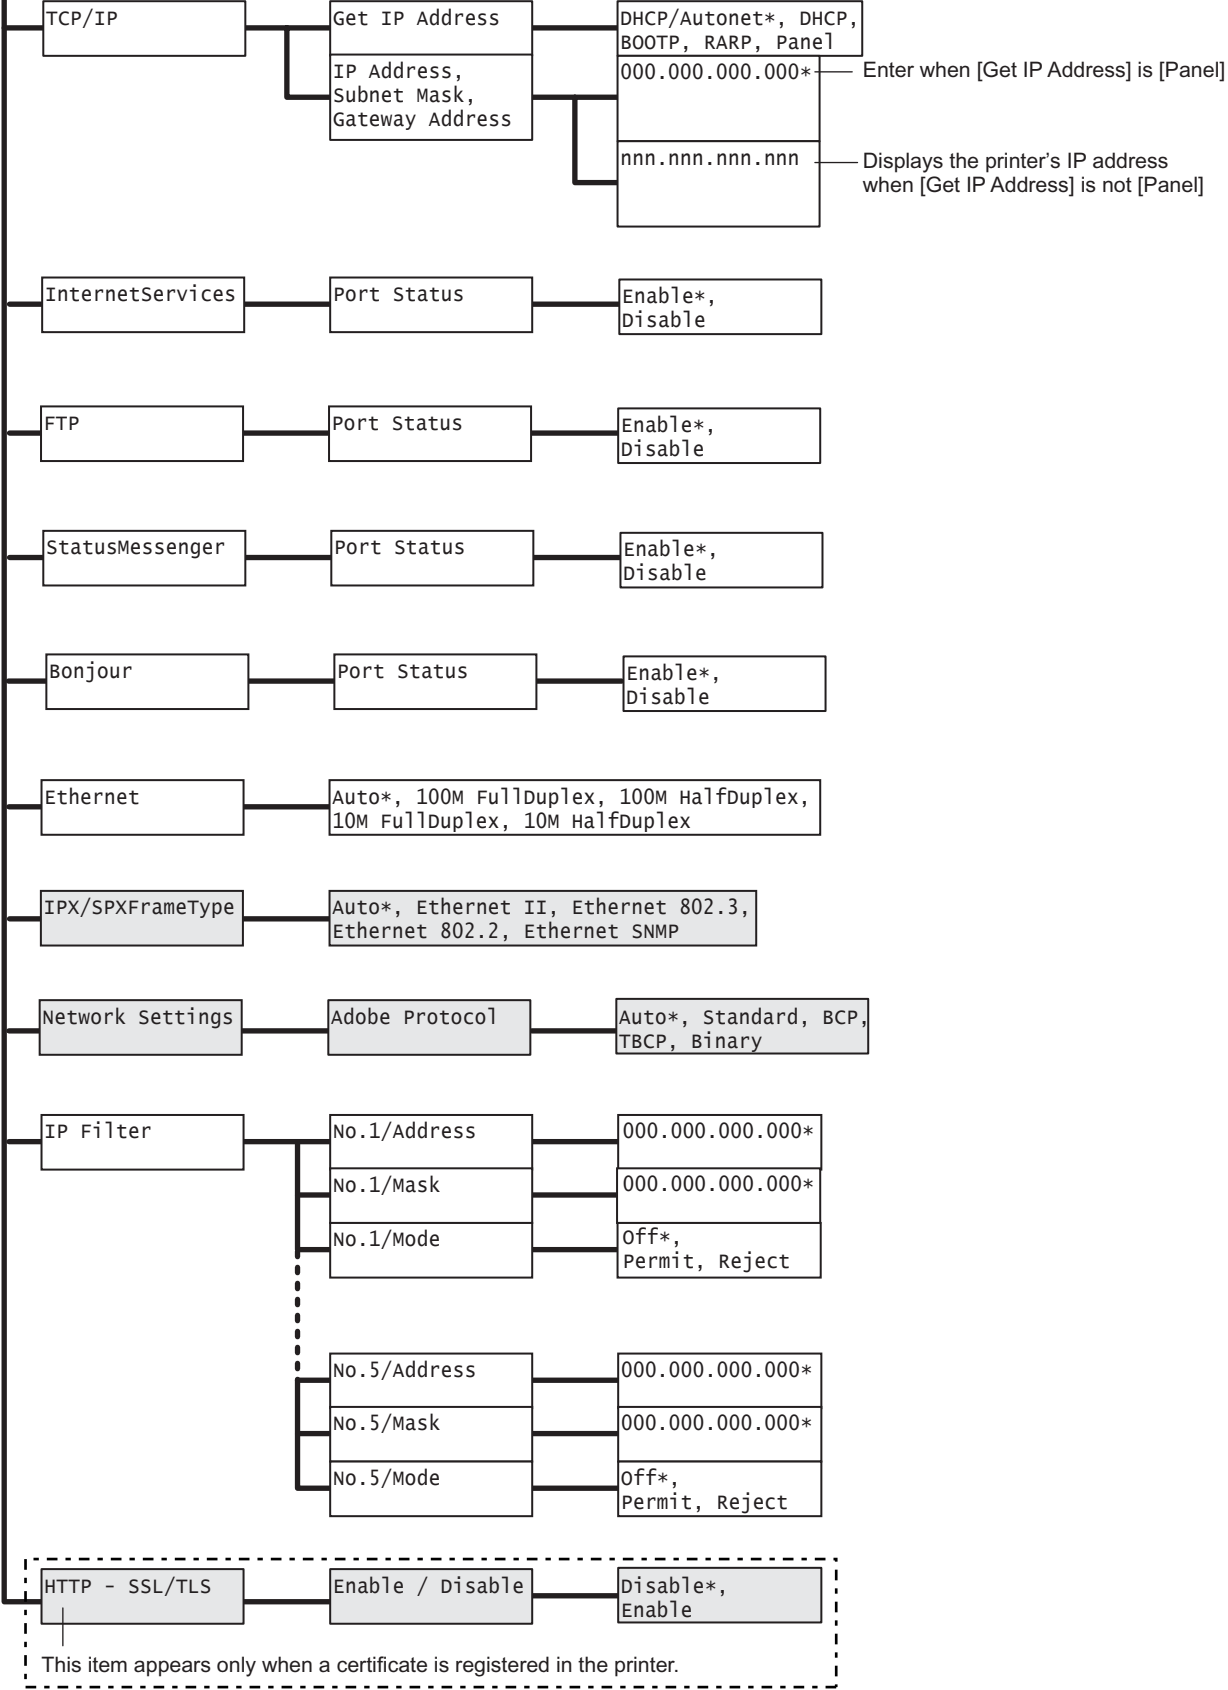 TCP/IP
Get IP Address
DHCP/Autonet*, DHCP,
BOOTP, RARP, Panel
IP Address,
Subnet Mask,
Gateway Address
000.000.000.000*
Enter when [Get IP Address] is [Panel]
nnn.nnn.nnn.nnn
Displays the printer’s IP address
when [Get IP Address] is not [Panel]
InternetServices
Port Status
Enable*,
Disable
FTP
Port Status
Enable*,
Disable
StatusMessenger
Port Status
Enable*,
Disable
Bonjour
Port Status
Enable*,
Disable
Ethernet
Auto*, 100M FullDuplex, 100M HalfDuplex,
10M FullDuplex, 10M HalfDuplex
IPX/SPXFrameType
Auto*, Ethernet II, Ethernet 802.3,
Ethernet 802.2, Ethernet SNMP
Network Settings
Adobe Protocol
Auto*, Standard, BCP,
TBCP, Binary
IP Filter
No.1/Address
000.000.000.000*
No.1/Mask
000.000.000.000*
No.1/Mode
Off*,
Permit, Reject
No.5/Address
000.000.000.000*
No.5/Mask
000.000.000.000*
No.5/Mode
Off*,
Permit, Reject
HTTP - SSL/TLS
Enable / Disable
Disable*,
Enable
This item appears only when a certificate is registered in the printer.